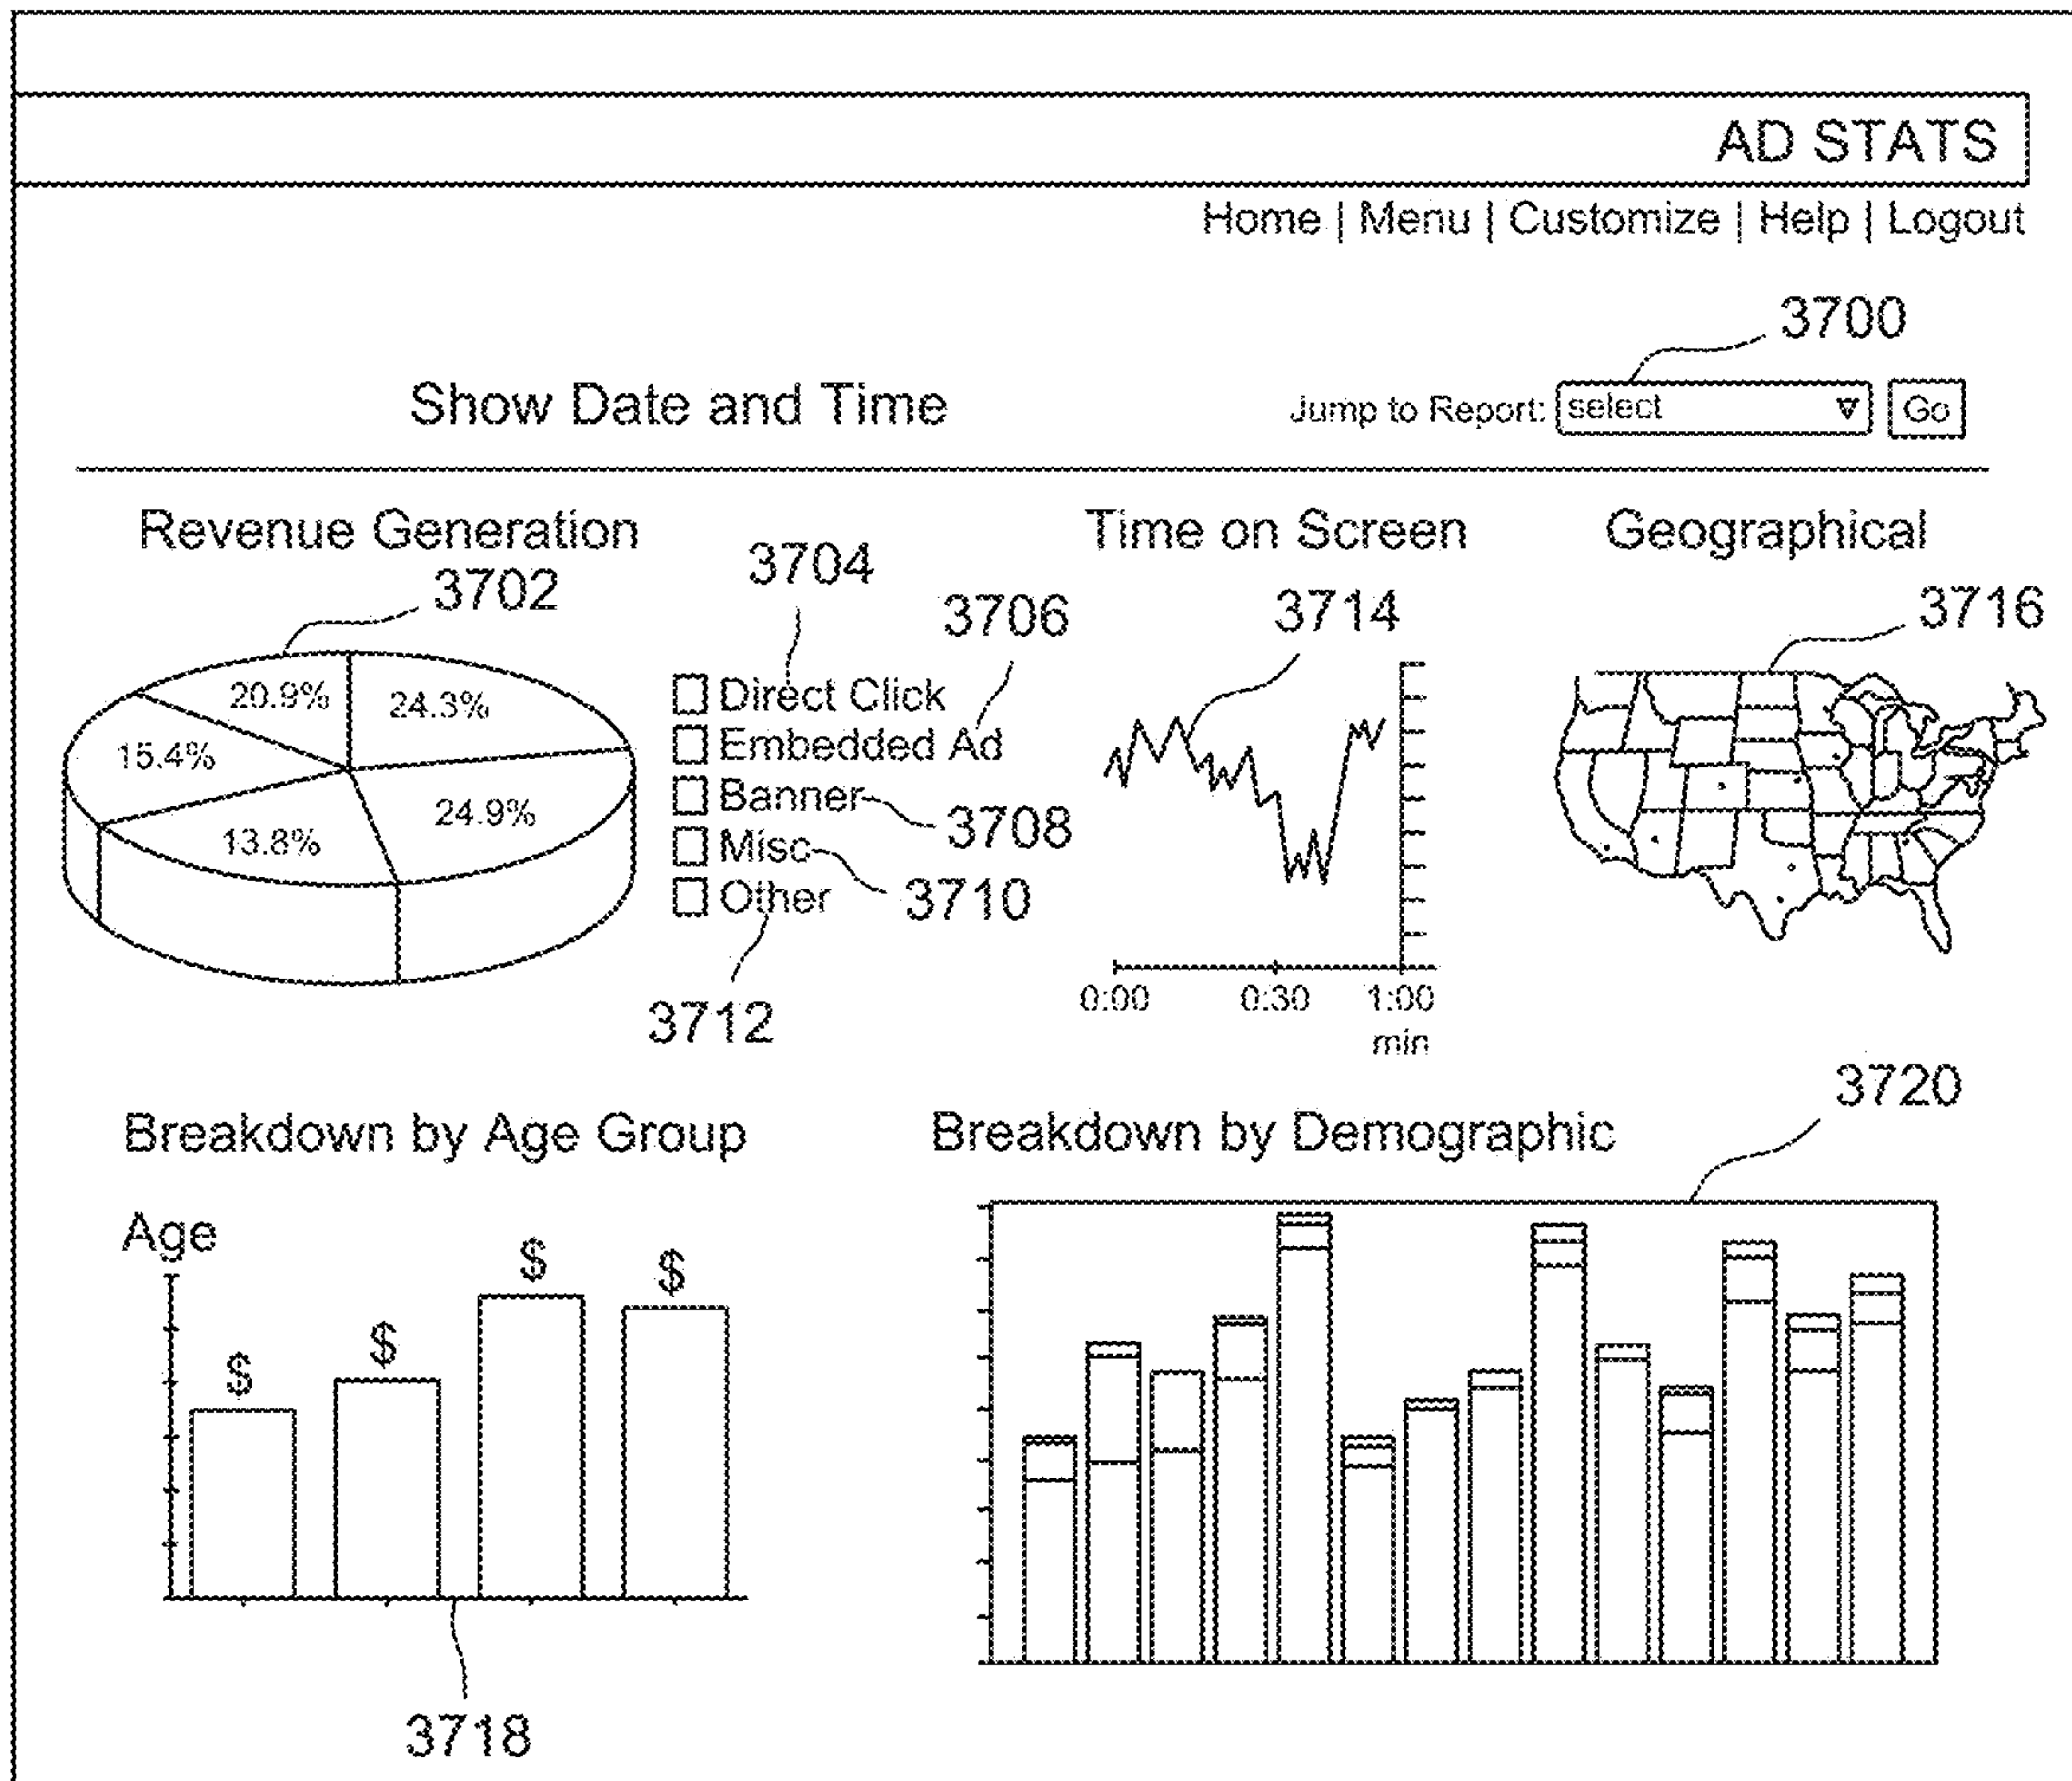 AD STATS
Home | Menu | Customize | Help | Logout
3700
Show Date and Time
Jump to Report: select Go
Revenue Generation
3702
20.9%
24.3%
15.4%
24.9%
13.8%
3704
3706
Direct Click
Embedded Ad
Banner
3708
Misc
3710
Other
3712
Time on Screen
3714
0:00 0:30 1:00
min
Geographical
3716
Breakdown by Age Group
Age
$ $ $ $
3718
Breakdown by Demographic
3720